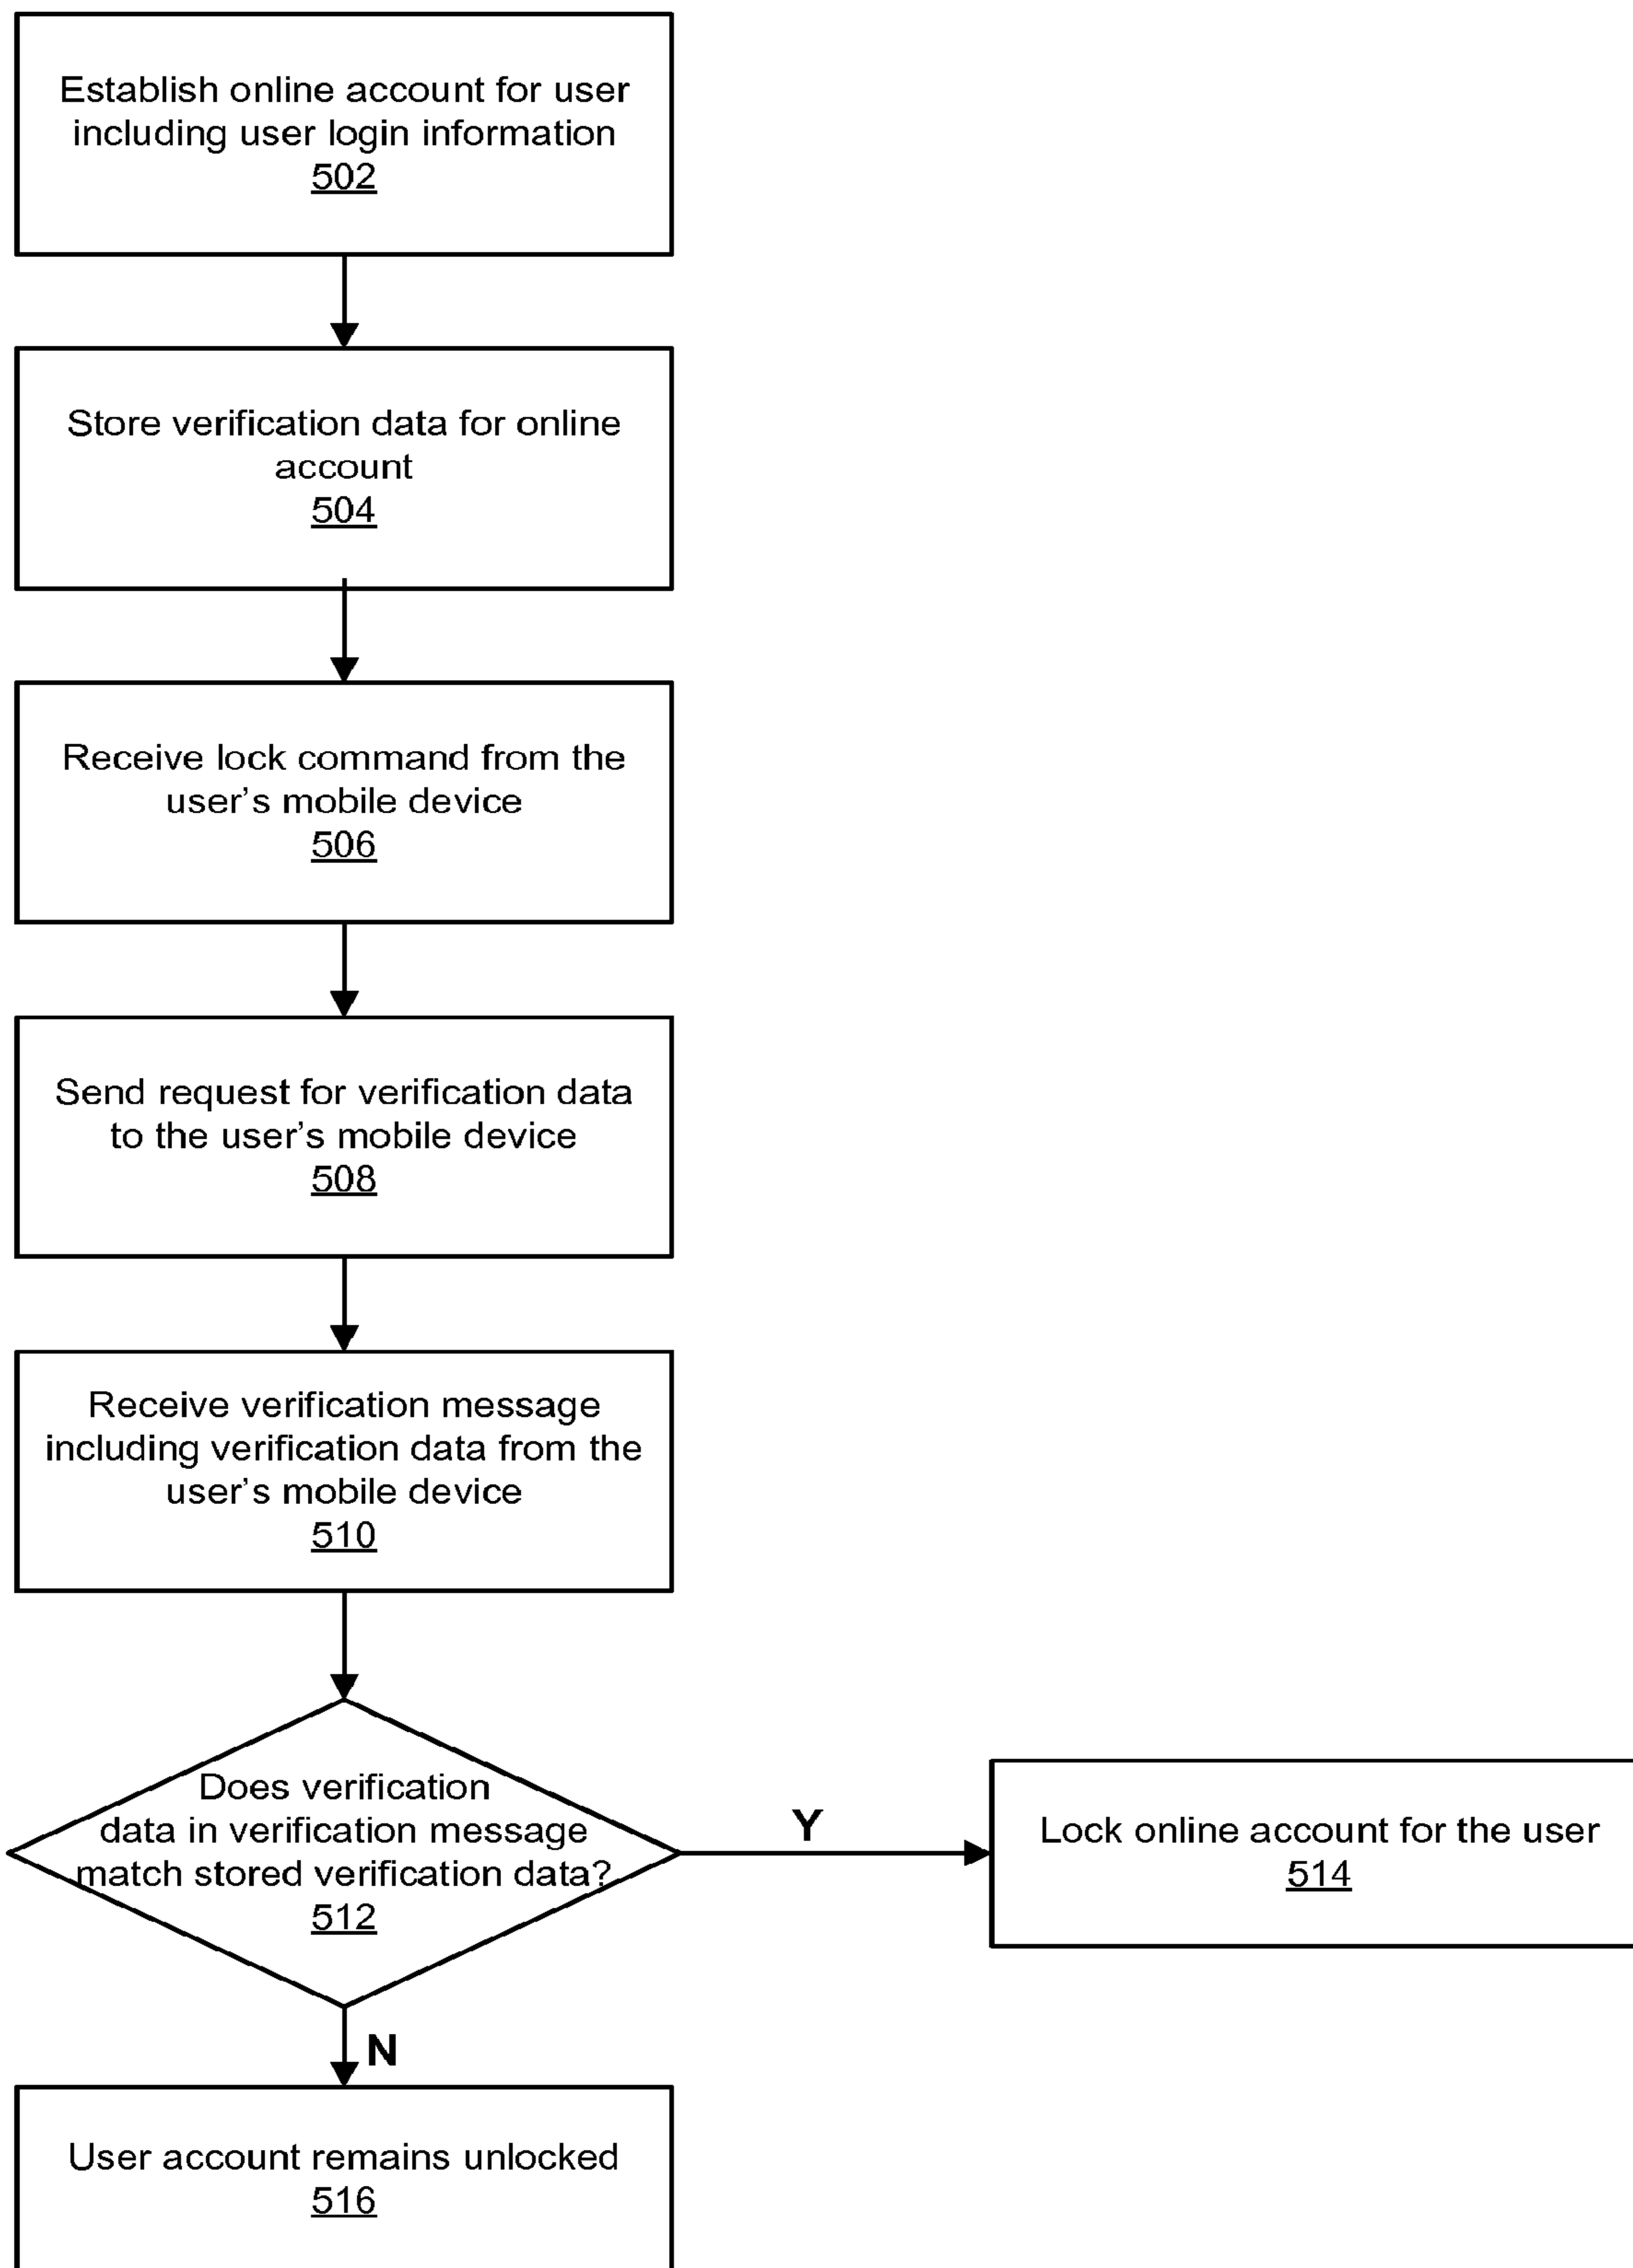 Establish online account for user
including user login information
502
Store verification data for online
account
504
Receive lock command from the
user's mobile device
506
Send request for verification data
to the user's mobile device
508
Receive verification message
including verification data from the
user's mobile device
510
Does verification
data in verification message
match stored verification data?
512
Y
Lock online account for the user
514
N
User account remains unlocked
516